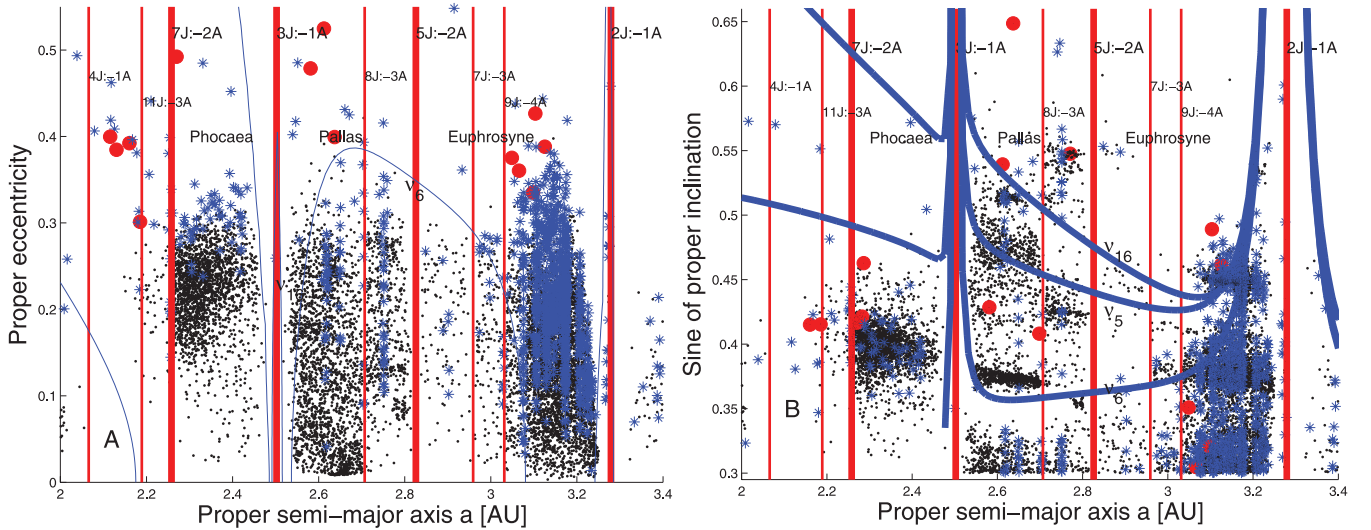 0.5
0.4
0.3
0.2
0.1
0
Proper eccentricity
7J:-2A
3J:-1A
5J:-2A
2J:-1A
4J:-1A
8J:-3A
7J:-3A
11J:-3A
9J:-4A
Phocaea
Pallas
Euphrosyne
ν6
A
2
2.2
2.4
2.6
2.8
3
3.2
3.4
Proper semi-major axis a [AU]
0.65
0.6
0.55
0.5
0.45
0.4
0.35
0.3
Sine of proper inclination
7J:-2A
3J:-1A
5J:-2A
2J:-1A
4J:-1A
7J:-3A
11J:-3A
8J:-3A
9J:-4A
Phocaea
Pallas
Euphrosyne
ν16
ν5
ν6
B
2
2.2
2.4
2.6
2.8
3
3.2
3.4
Proper semi-major axis a [AU]